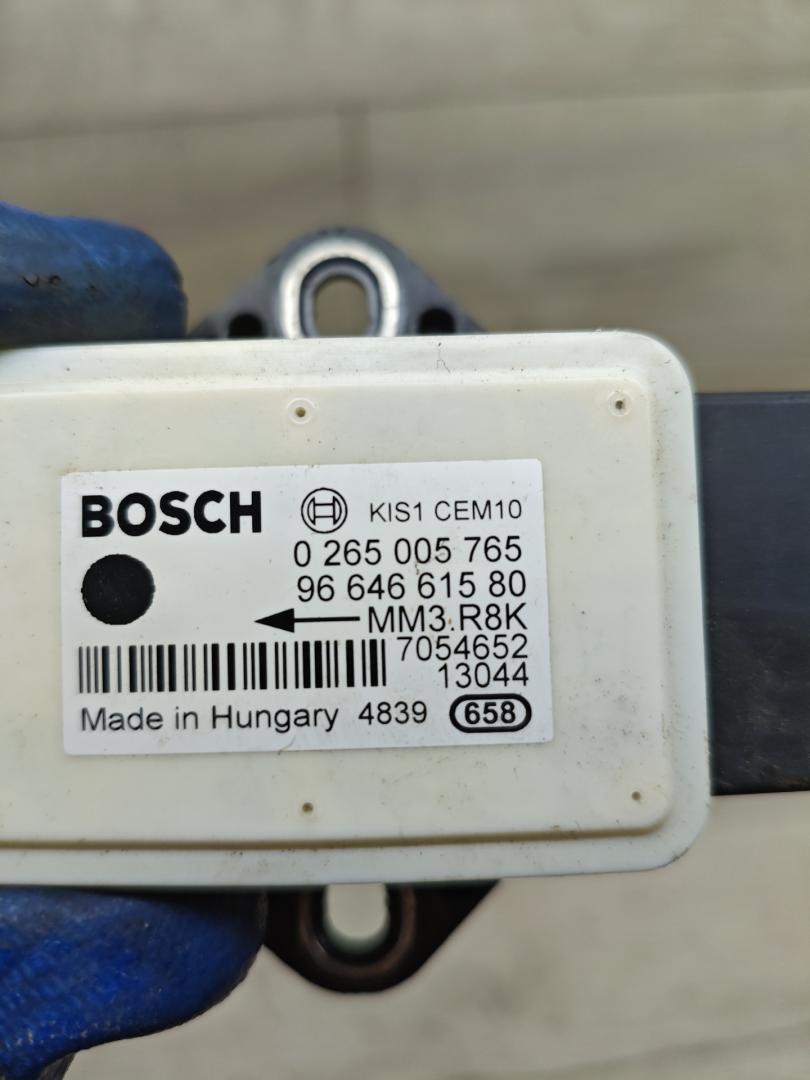 BOSCH KIS1 CEM10
0 265 005 765
96 646 615 80
MM3.R8K
7054652
13044
Made in Hungary 4839 658